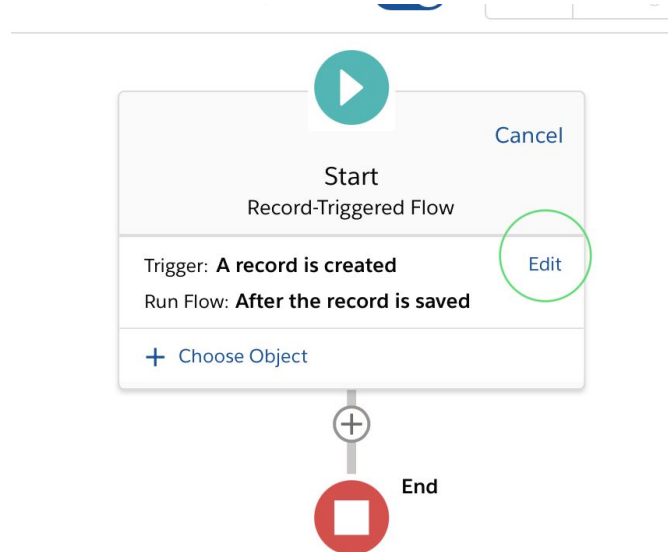 Cancel
Start
Record-Triggered Flow
Trigger: A record is created
Edit
Run Flow: After the record is saved
+ Choose Object
End